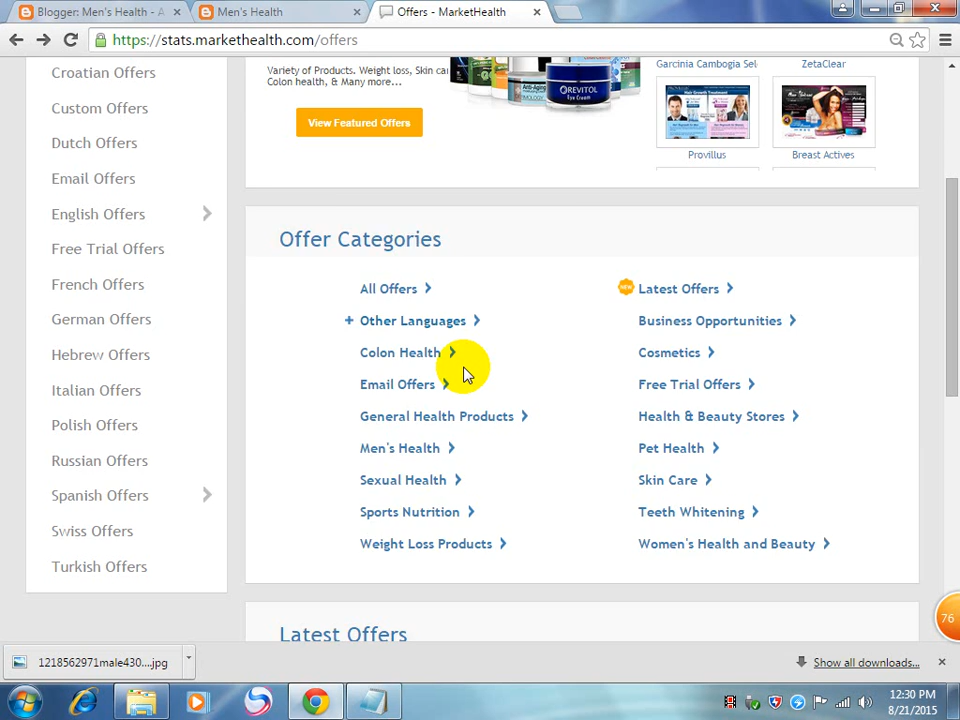 Blogger: Men's Health - A
Men's Health
Offers - MarketHealth
https://stats.markethealth.com/offers
Croatian Offers
Custom Offers
Dutch Offers
Email Offers
English Offers
Free Trial Offers
French Offers
German Offers
Hebrew Offers
Italian Offers
Polish Offers
Russian Offers
Spanish Offers
Swiss Offers
Turkish Offers
Variety of Products. Weight loss, Skin car
Colon health, & Many more...
View Featured Offers
OREVITOL
Eye Cream
Garcinia Cambogia Sel
ZetaClear
Provillus
Breast Actives
Offer Categories
All Offers
NEW
Latest Offers
+ Other Languages
Business Opportunities
Colon Health
Cosmetics
Email Offers
Free Trial Offers
General Health Products
Health & Beauty Stores
Men's Health
Pet Health
Sexual Health
Skin Care
Sports Nutrition
Teeth Whitening
Weight Loss Products
Women's Health and Beauty
Latest Offers
76
1218562971male430....jpg
Show all downloads...
12:30 PM
8/21/2015